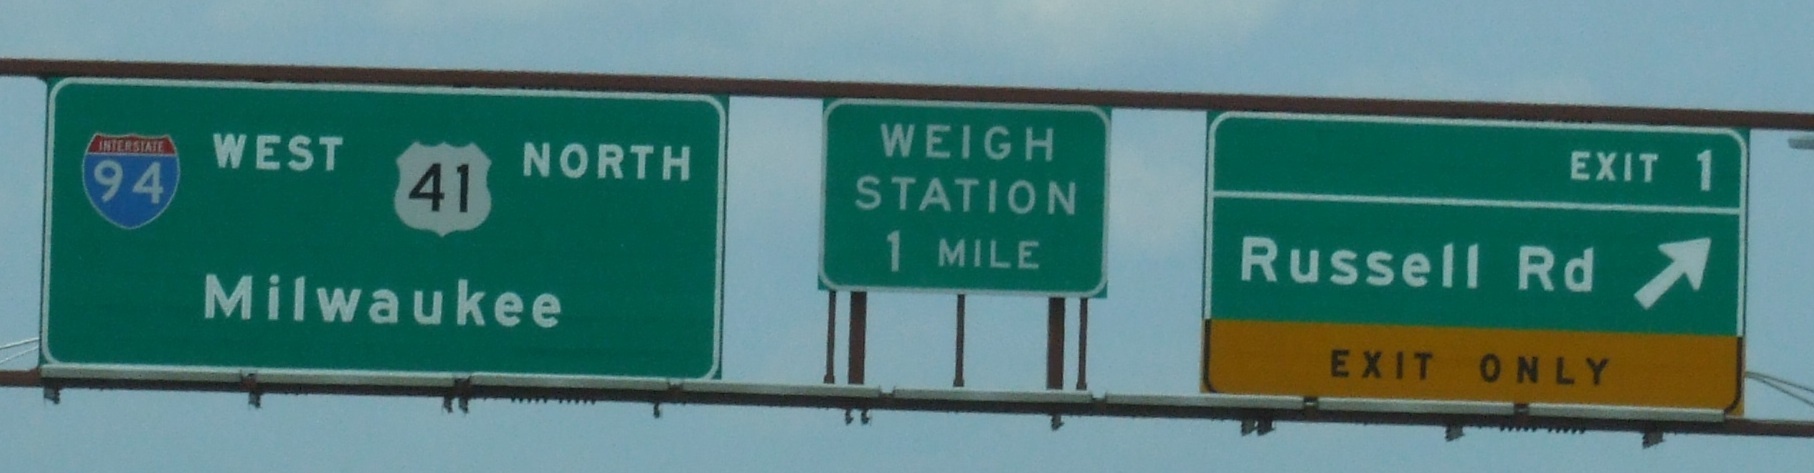 INTERSTATE
94 WEST 41 NORTH
Milwaukee
WEIGH
STATION
1 MILE
EXIT 1
Russell Rd
EXIT ONLY